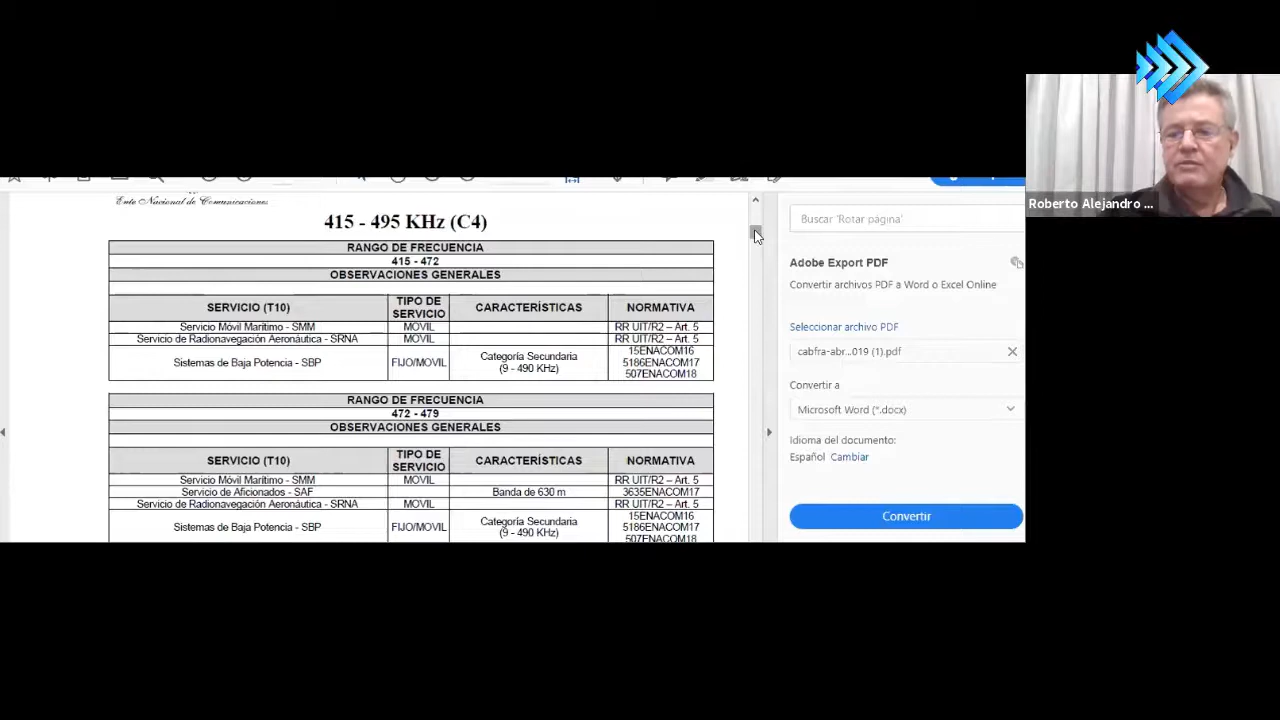 Ente Nacional de Comunicaciones
415 - 495 KHz (C4)
RANGO DE FRECUENCIA
415 - 472
OBSERVACIONES GENERALES
SERVICIO (T10) TIPO DE SERVICIO CARACTERÍSTICAS NORMATIVA
Servicio Móvil Marítimo - SMM MOVIL RR UIT/R2 – Art. 5
Servicio de Radionavegación Aeronáutica - SRNA MOVIL RR UIT/R2 – Art. 5
Sistemas de Baja Potencia - SBP FIJO/MOVIL Categoría Secundaria (9 - 490 KHz) 15ENACOM16 5186ENACOM17 507ENACOM18
RANGO DE FRECUENCIA
472 - 479
OBSERVACIONES GENERALES
SERVICIO (T10) TIPO DE SERVICIO CARACTERÍSTICAS NORMATIVA
Servicio Móvil Marítimo - SMM MOVIL RR UIT/R2 – Art. 5
Servicio de Aficionados - SAF Banda de 630 m 3635ENACOM17
Servicio de Radionavegación Aeronáutica - SRNA MOVIL RR UIT/R2 – Art. 5
Sistemas de Baja Potencia - SBP FIJO/MOVIL Categoría Secundaria (9 - 490 KHz) 15ENACOM16 5186ENACOM17 507ENACOM18
Buscar 'Rotar página'
Adobe Export PDF
Convertir archivos PDF a Word o Excel Online
Seleccionar archivo PDF
cabfra-abr...019 (1).pdf
Convertir a
Microsoft Word (*.docx)
Idioma del documento:
Español Cambiar
Convertir
Roberto Alejandro ...